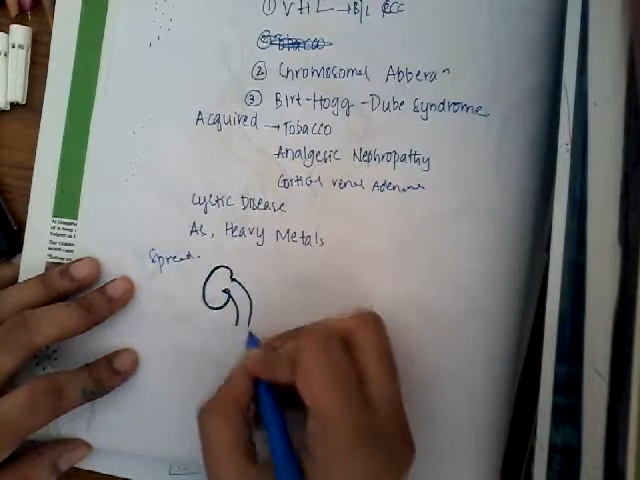 ① VHL → B/L RCC
② Chromosomal Abberaⁿ
③ Birt-Hogg-Dube Syndrome
Acquired → Tobacco
Analgesic Nephropathy
Cortical renal Adenoma
Cystic Disease
As, Heavy Metals
Spread.